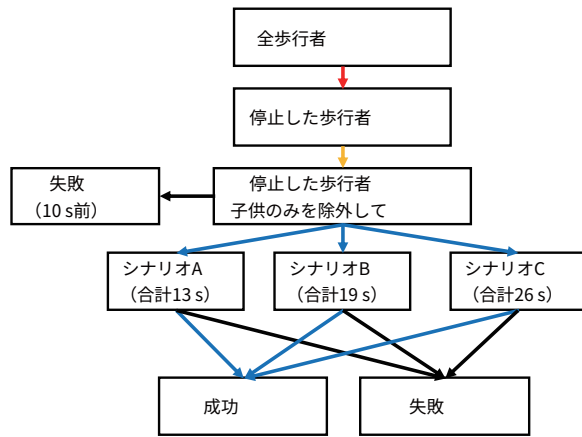 全歩行者
停止した歩行者
失敗
（10 s前）
停止した歩行者
子供のみを除外して
シナリオA
（合計13 s）
シナリオB
（合計19 s）
シナリオC
（合計26 s）
成功
失敗